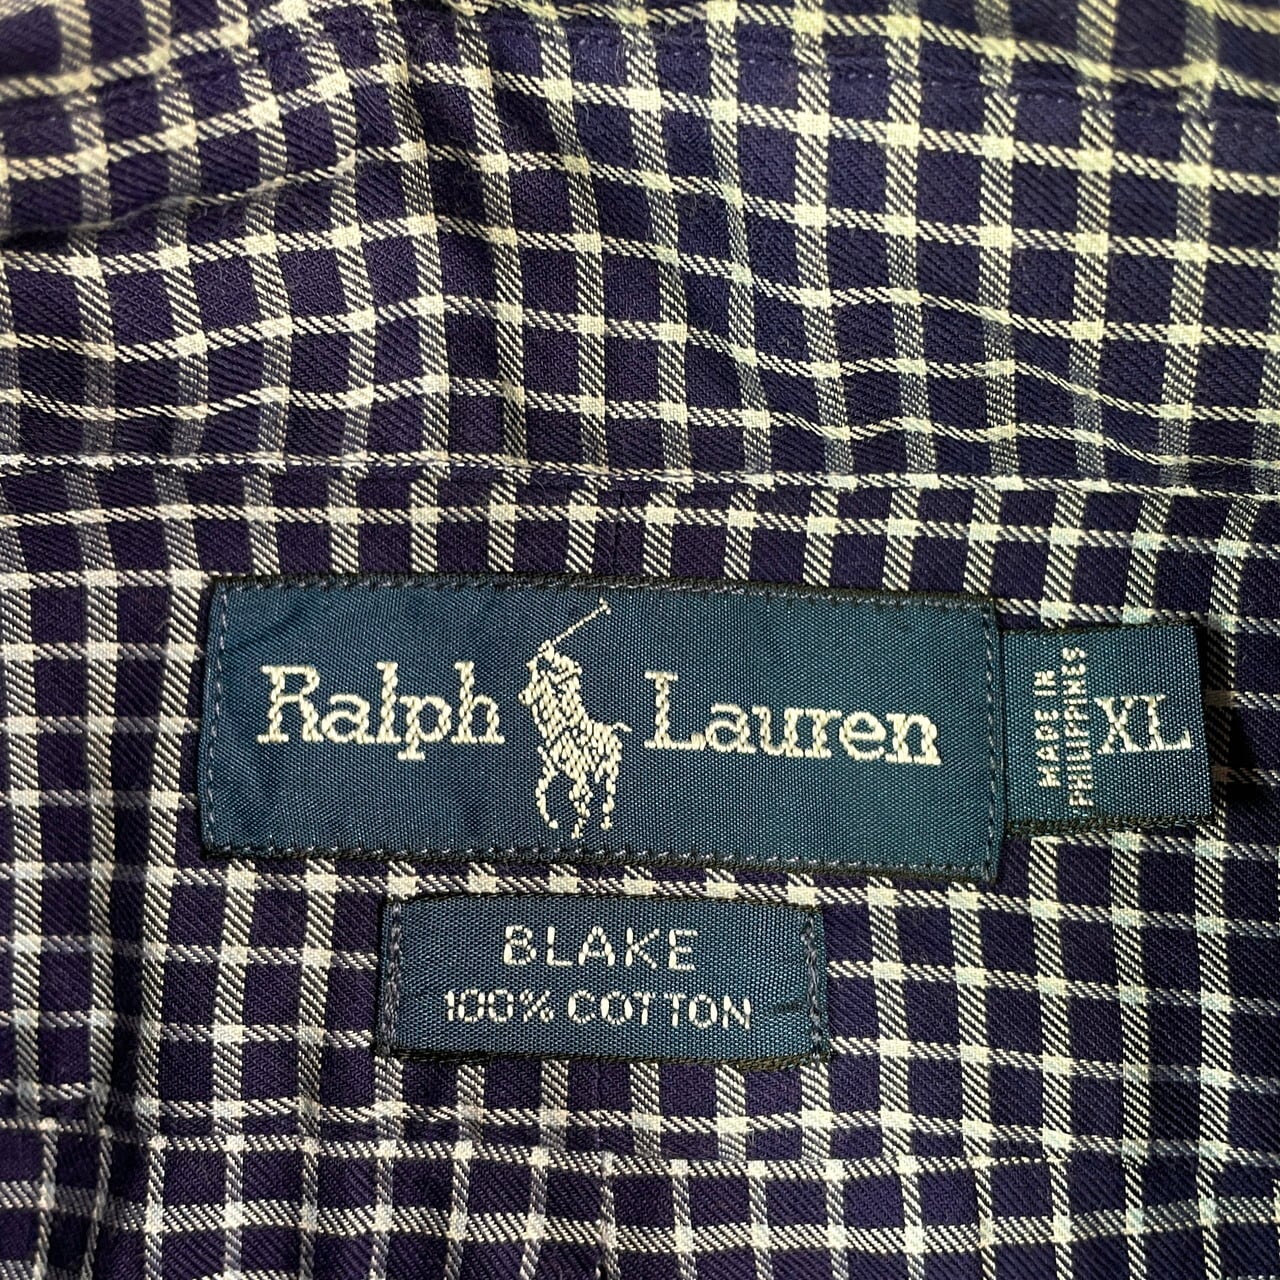 Ralph Lauren
MADE IN
PHILIPPINES
XL
BLAKE
100% COTTON